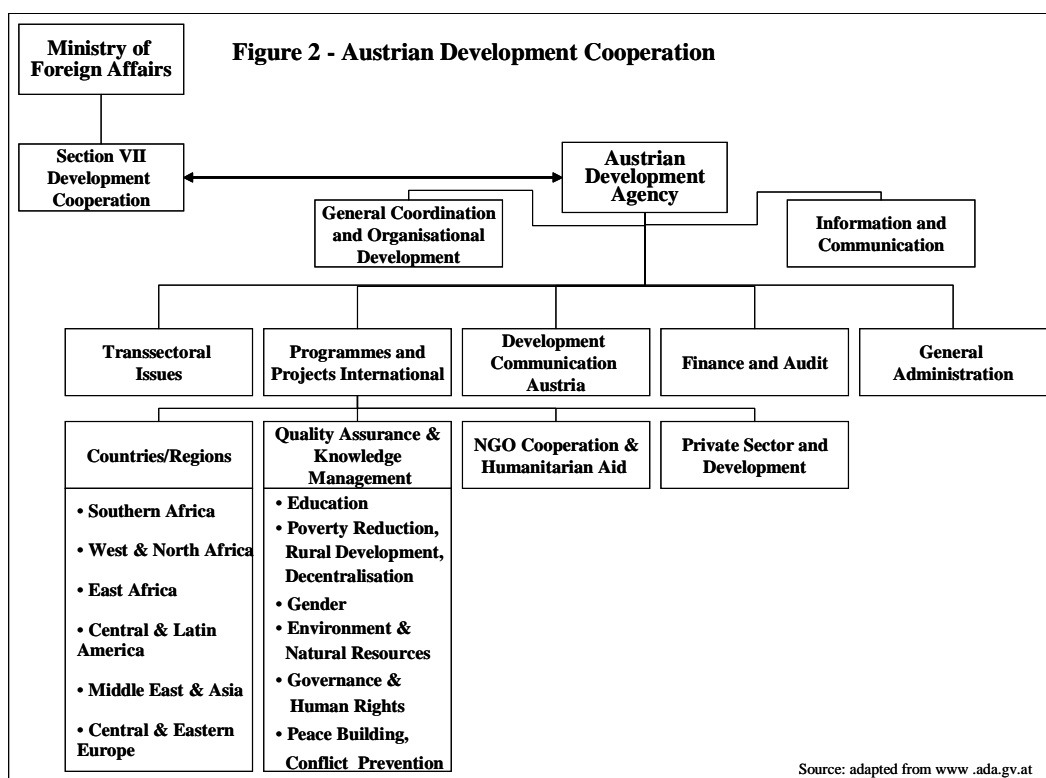 Ministry of
Foreign Affairs
Figure 2 - Austrian Development Cooperation
Section VII
Development
Cooperation
Austrian
Development
Agency
General Coordination
and Organisational
Development
Information and
Communication
Transsectoral
Issues
Programmes and
Projects International
Development
Communication
Austria
Finance and Audit
General
Administration
Countries/Regions
Quality Assurance &
Knowledge
Management
NGO Cooperation &
Humanitarian Aid
Private Sector and
Development
• Southern Africa
• West & North Africa
• East Africa
• Central & Latin
America
• Middle East & Asia
• Central & Eastern
Europe
• Education
• Poverty Reduction,
Rural Development,
Decentralisation
• Gender
• Environment &
Natural Resources
• Governance &
Human Rights
• Peace Building,
Conflict Prevention
Source: adapted from www .ada.gv.at